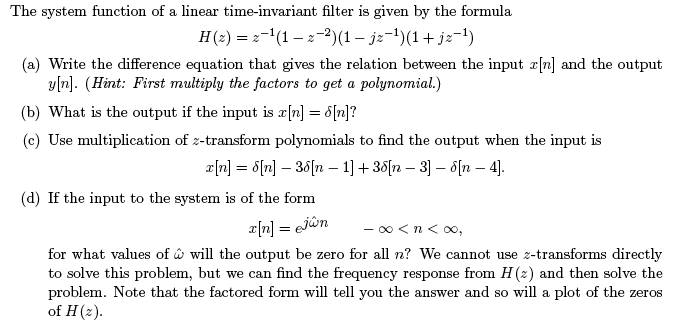 The system function of a linear time-invariant filter is given by the formula
H(z) = z⁻¹(1 − z⁻²)(1 − jz⁻¹)(1 + jz⁻¹)
(a) Write the difference equation that gives the relation between the input x[n] and the output
y[n]. (Hint: First multiply the factors to get a polynomial.)
(b) What is the output if the input is x[n] = δ[n]?
(c) Use multiplication of z-transform polynomials to find the output when the input is
x[n] = δ[n] − 3δ[n − 1] + 3δ[n − 3] − δ[n − 4].
(d) If the input to the system is of the form
x[n] = e^{jω̂n} − ∞ < n < ∞,
for what values of ω̂ will the output be zero for all n? We cannot use z-transforms directly
to solve this problem, but we can find the frequency response from H(z) and then solve the
problem. Note that the factored form will tell you the answer and so will a plot of the zeros
of H(z).